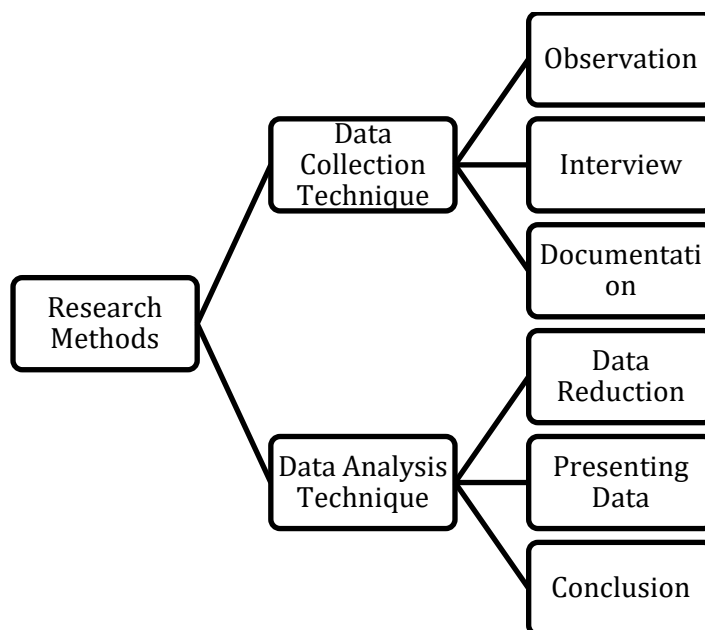 Research
Methods
Data
Collection
Technique
Observation
Interview
Documentati
on
Data Analysis
Technique
Data
Reduction
Presenting
Data
Conclusion